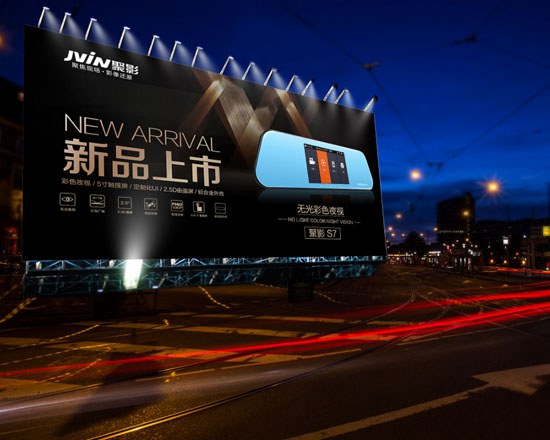 JVIN聚影
聚焦现场·影像还原
NEW ARRIVAL
新品上市
彩色夜视 / 5寸触摸屏 / 定制化UI / 2.5D曲面屏 / 铝合金外壳
无光彩色夜视
NO LIGHT COLOR NIGHT VISION
聚影 S7